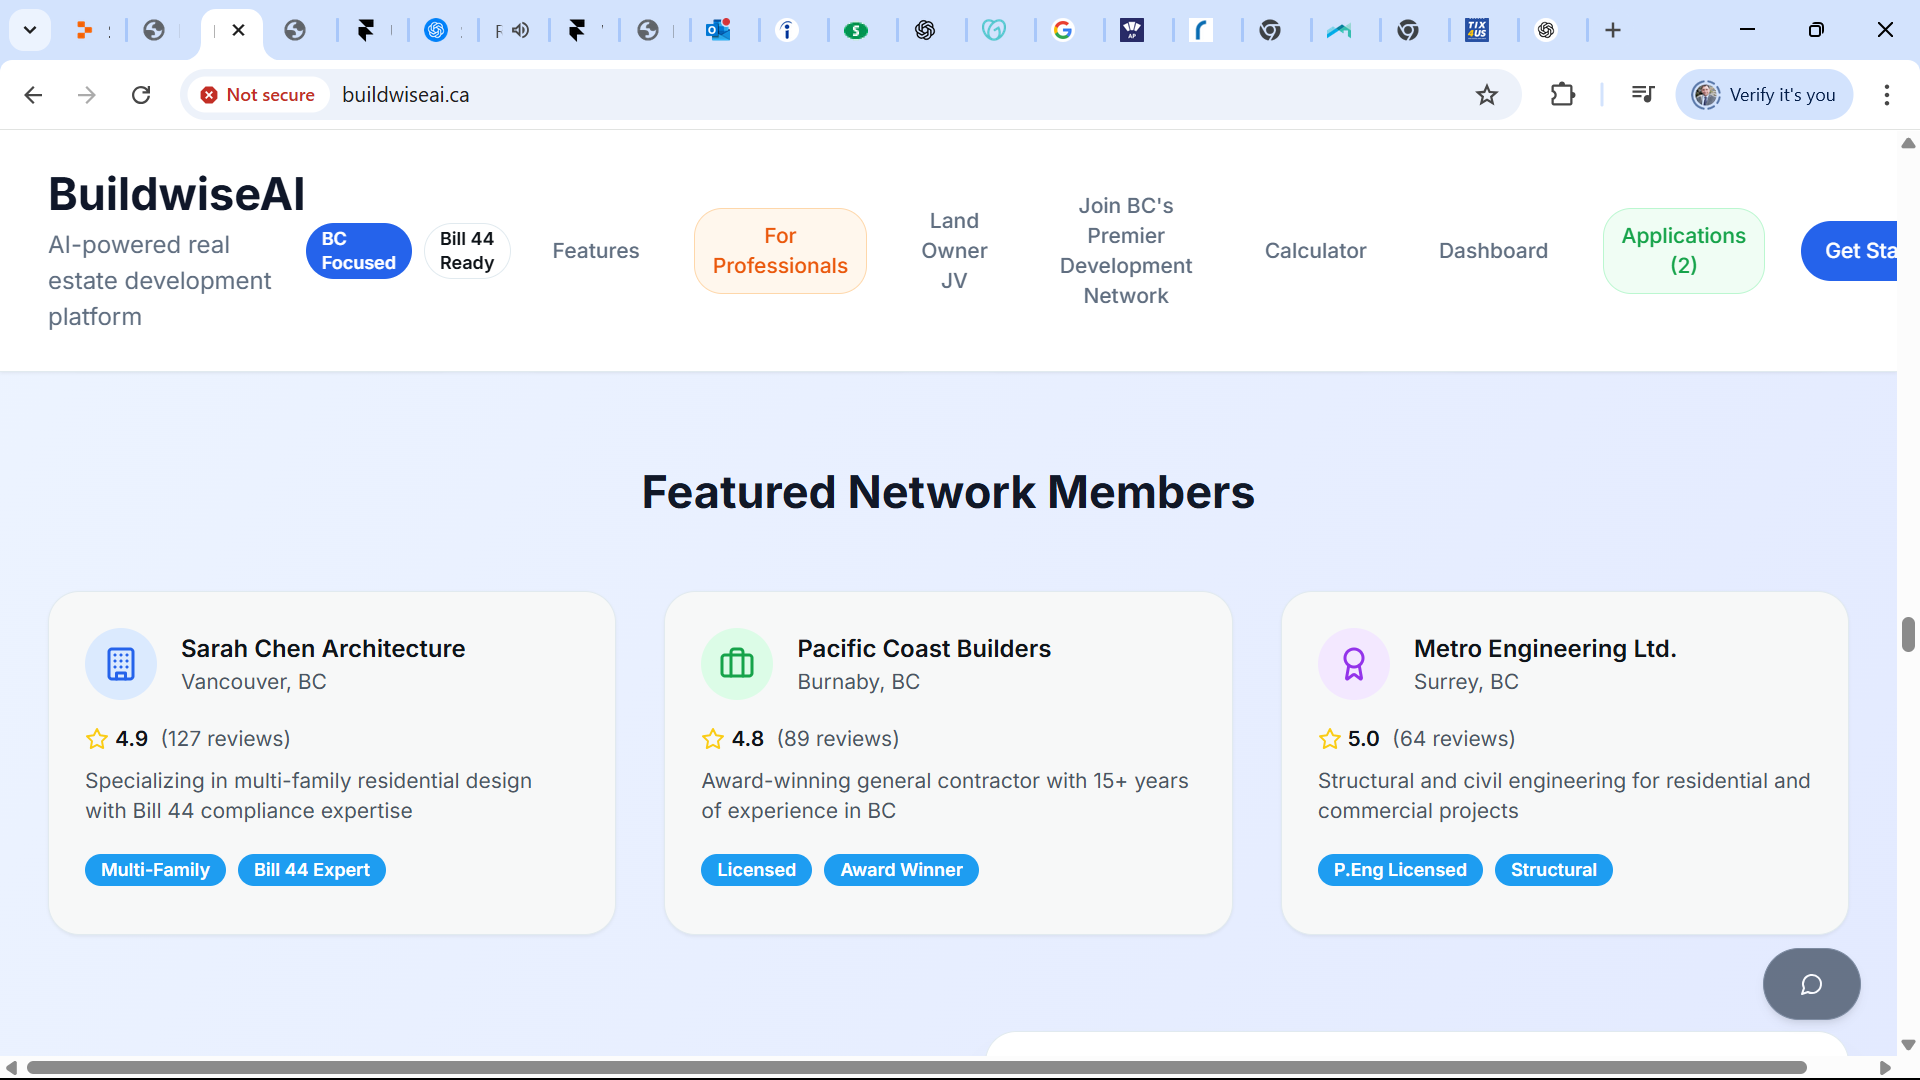 Not secure
buildwiseai.ca
Verify it's you
BuildwiseAI
AI-powered real
estate development
platform
BC
Focused
Bill 44
Ready
Features
For
Professionals
Land
Owner
JV
Join BC's
Premier
Development
Network
Calculator
Dashboard
Applications
(2)
Get Sta
Featured Network Members
Sarah Chen Architecture
Vancouver, BC
4.9 (127 reviews)
Specializing in multi-family residential design
with Bill 44 compliance expertise
Multi-Family
Bill 44 Expert
Pacific Coast Builders
Burnaby, BC
4.8 (89 reviews)
Award-winning general contractor with 15+ years
of experience in BC
Licensed
Award Winner
Metro Engineering Ltd.
Surrey, BC
5.0 (64 reviews)
Structural and civil engineering for residential and
commercial projects
P.Eng Licensed
Structural